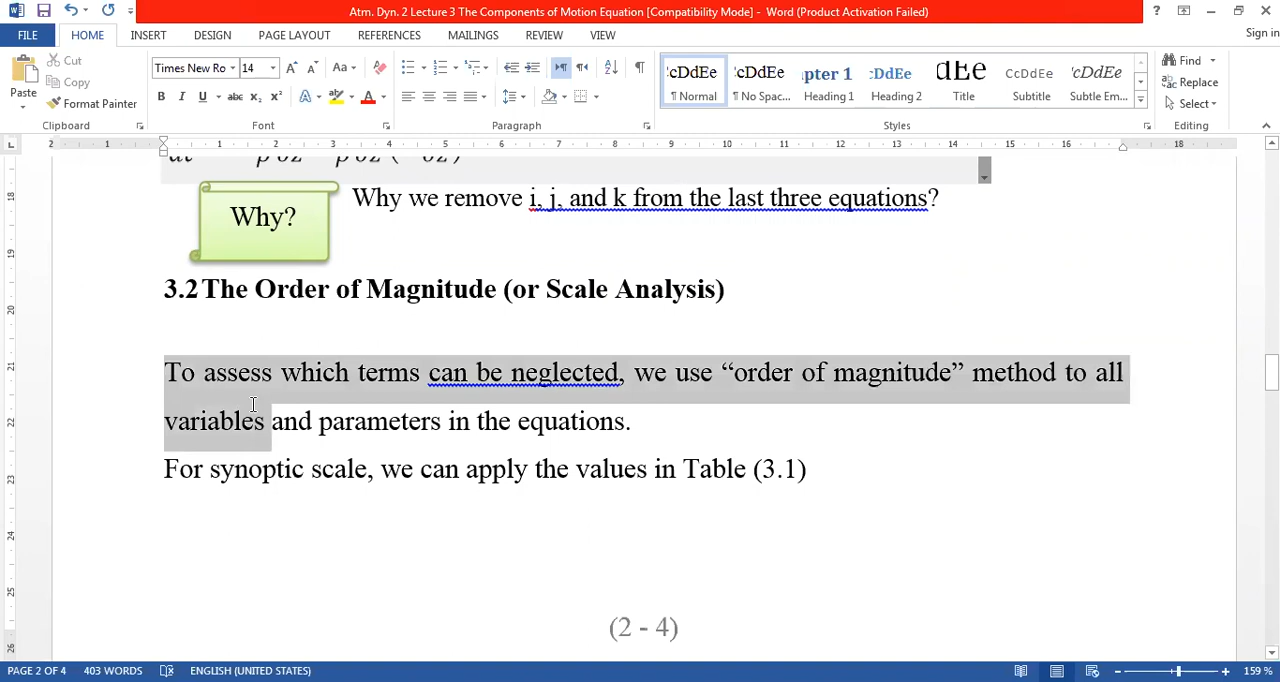 Atm. Dyn. 2 Lecture 3 The Components of Motion Equation [Compatibility Mode] - Word (Product Activation Failed)
FILE HOME INSERT DESIGN PAGE LAYOUT REFERENCES MAILINGS REVIEW VIEW Sign in
Paste Cut Copy Format Painter
Times New Ro 14
¶ Normal ¶ No Spac... Heading 1 Heading 2 Title Subtitle Subtle Em...
Find Replace Select
Clipboard Font Paragraph Styles Editing
Why we remove i, j, and k from the last three equations?
Why?
3.2 The Order of Magnitude (or Scale Analysis)
To assess which terms can be neglected, we use “order of magnitude” method to all
variables and parameters in the equations.
For synoptic scale, we can apply the values in Table (3.1)
(2 - 4)
PAGE 2 OF 4 403 WORDS ENGLISH (UNITED STATES) 159 %